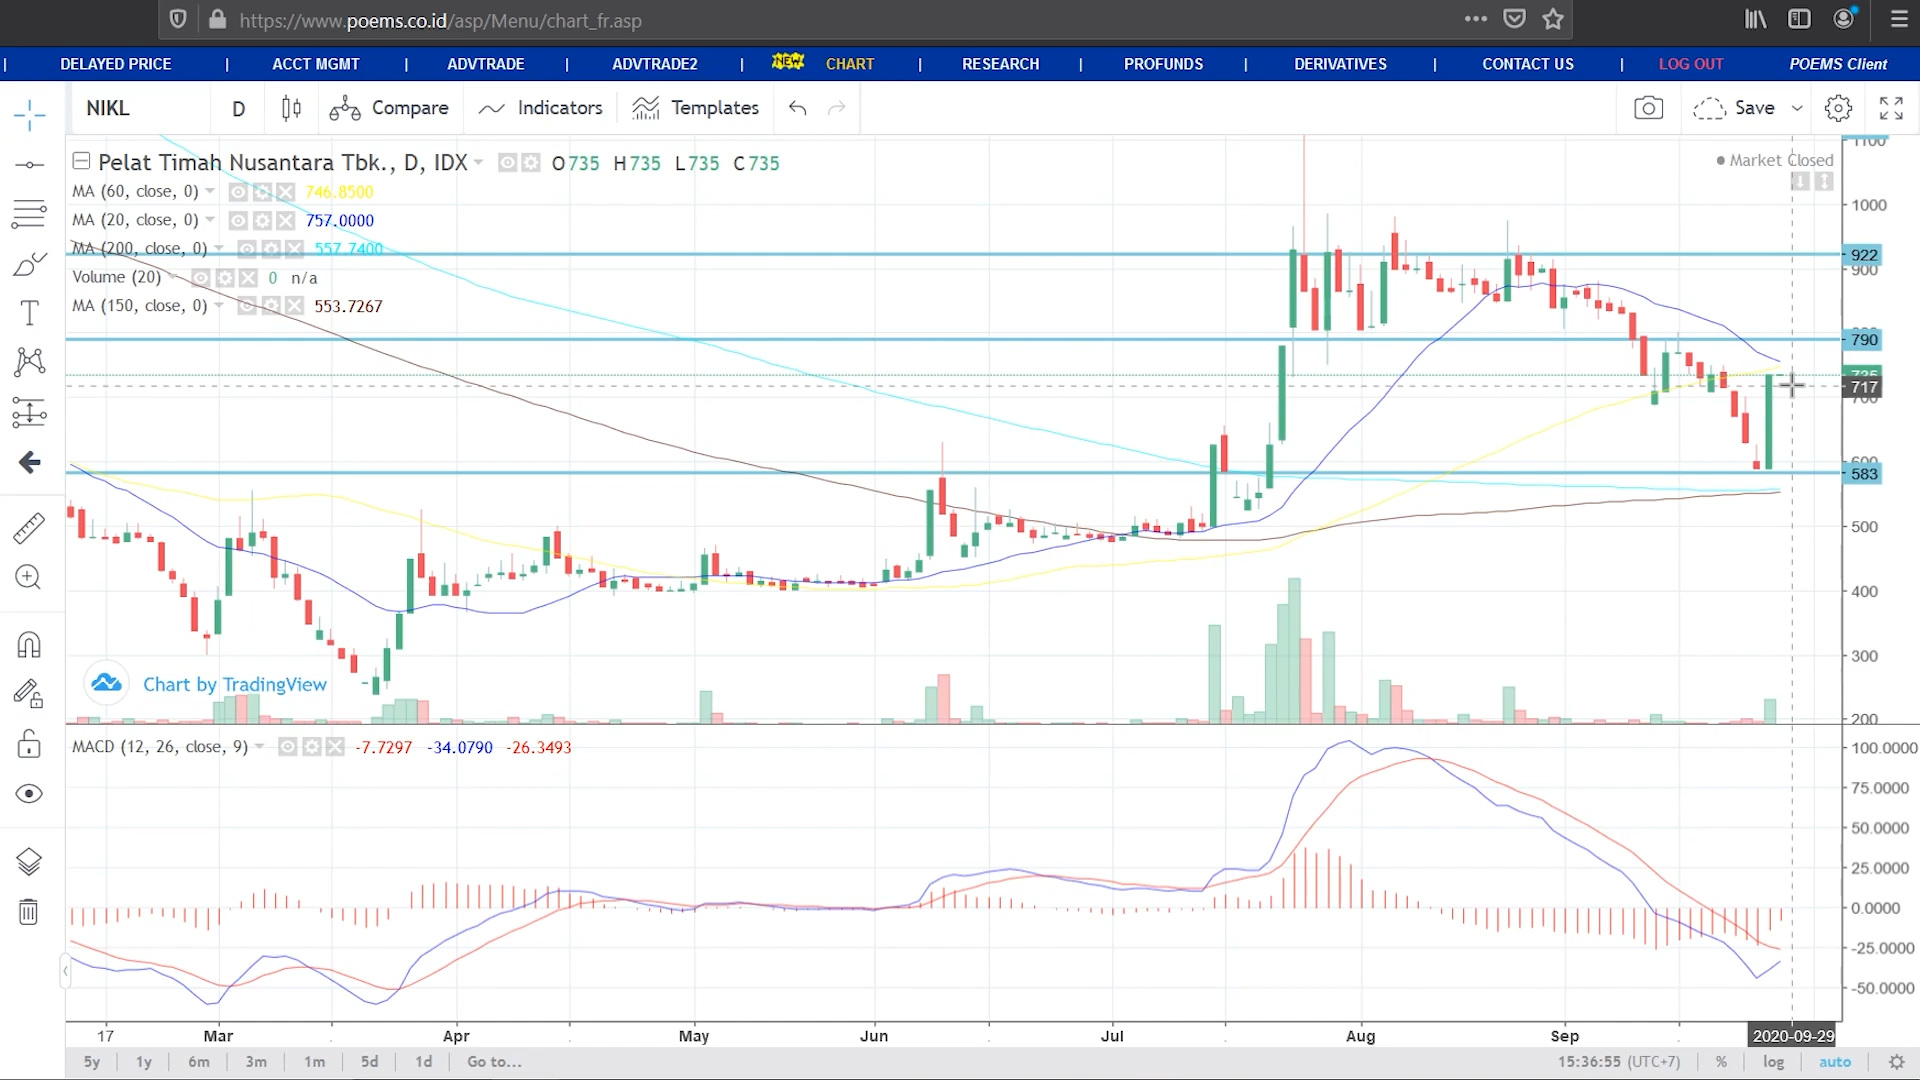 https://www.poems.co.id/asp/Menu/chart_fr.asp
| DELAYED PRICE | ACCT MGMT | ADVTRADE | ADVTRADE2 | NEW CHART | RESEARCH | PROFUNDS | DERIVATIVES | CONTACT US | LOG OUT POEMS Client
NIKL D Compare Indicators Templates Save
Pelat Timah Nusantara Tbk., D, IDX O735 H735 L735 C735
Market Closed
MA (60, close, 0) 746.8500
MA (20, close, 0) 757.0000
MA (200, close, 0) 557.7400
Volume (20) 0 n/a
MA (150, close, 0) 553.7267
1100
1000
922
900
790
735
717
700
600
583
500
400
300
200
Chart by TradingView
MACD (12, 26, close, 9) -7.7297 -34.0790 -26.3493
100.0000
75.0000
50.0000
25.0000
0.0000
-25.0000
-50.0000
17 Mar Apr May Jun Jul Aug Sep 2020-09-29
5y 1y 6m 3m 1m 5d 1d Go to... 15:36:55 (UTC+7) % log auto